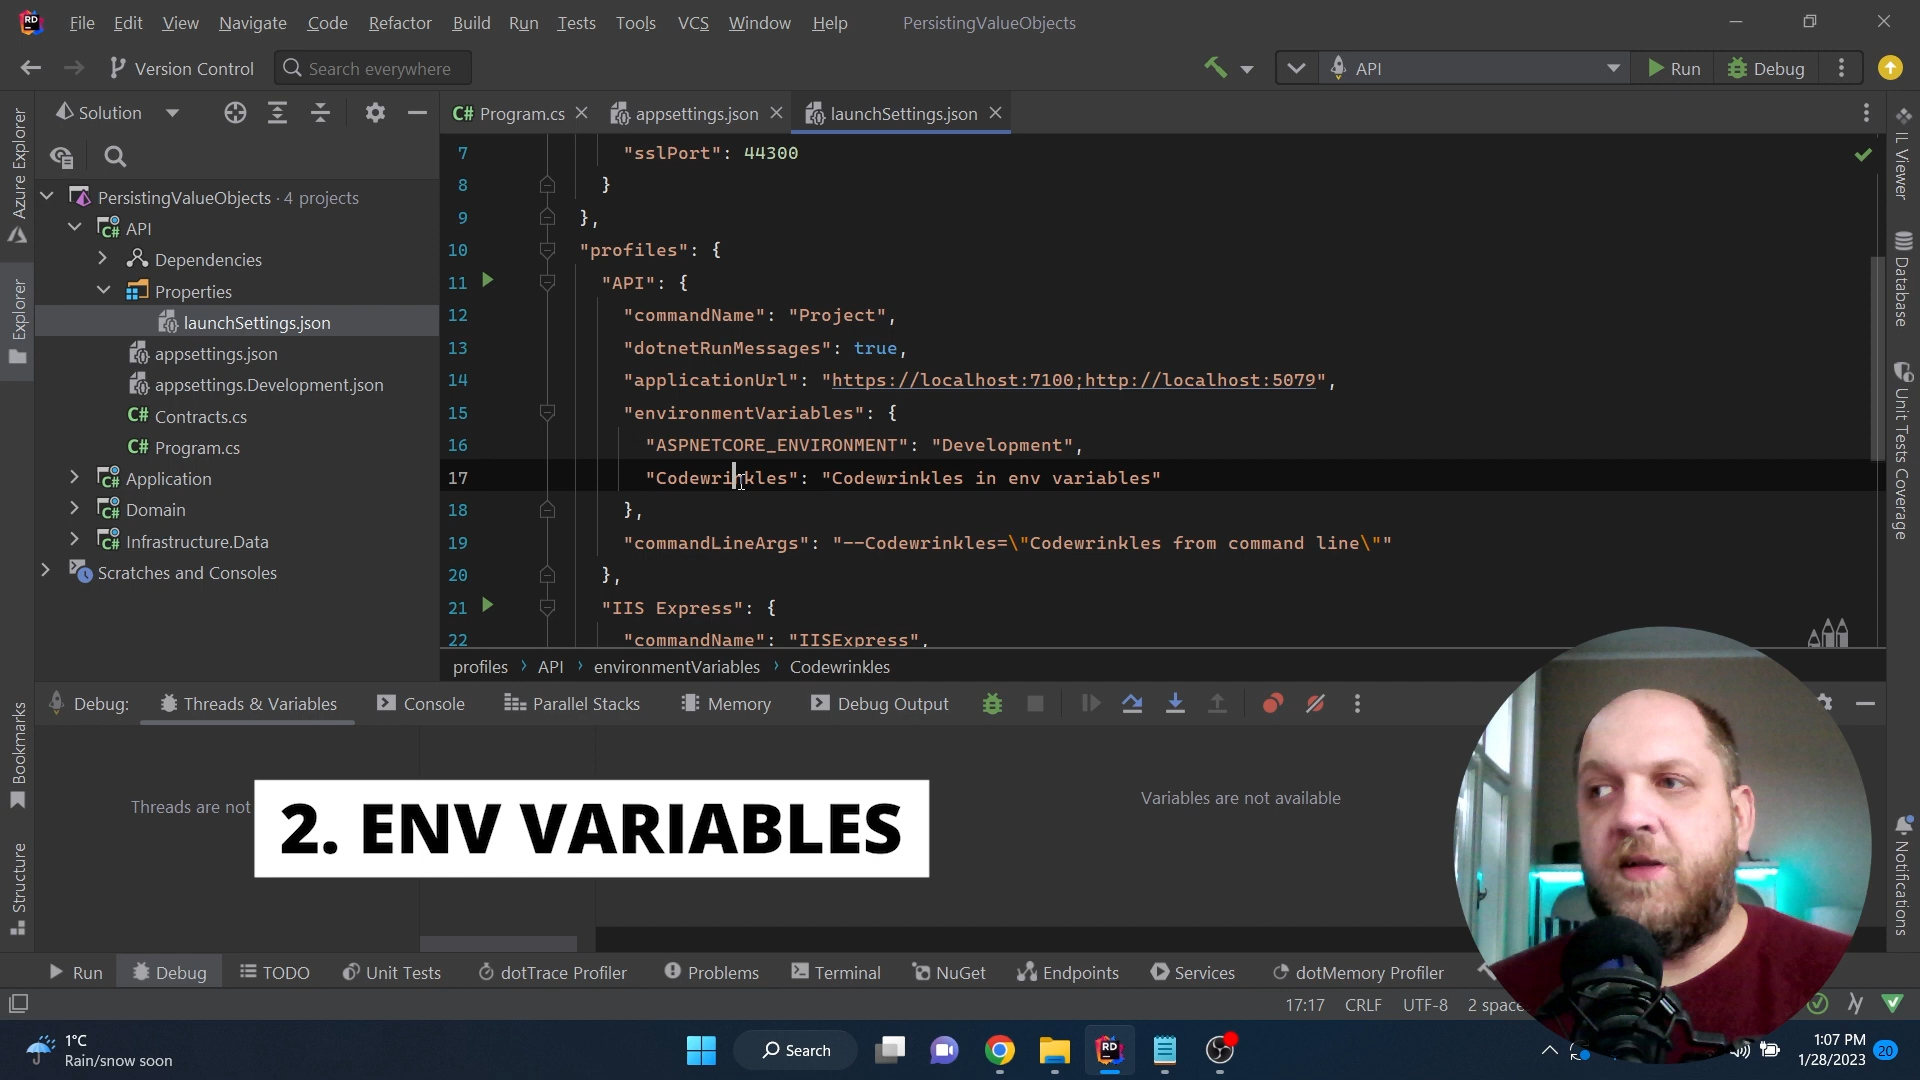 RD File Edit View Navigate Code Refactor Build Run Tests Tools VCS Window Help PersistingValueObjects
Version Control Search everywhere API Run Debug
Solution
C# Program.cs appsettings.json launchSettings.json
PersistingValueObjects · 4 projects
API
Dependencies
Properties
launchSettings.json
appsettings.json
appsettings.Development.json
C# Contracts.cs
C# Program.cs
Application
Domain
Infrastructure.Data
Scratches and Consoles
Azure Explorer
Explorer
Bookmarks
Structure
7 "sslPort": 44300
8 }
9 },
10 "profiles": {
11 "API": {
12 "commandName": "Project",
13 "dotnetRunMessages": true,
14 "applicationUrl": "https://localhost:7100;http://localhost:5079",
15 "environmentVariables": {
16 "ASPNETCORE_ENVIRONMENT": "Development",
17 "Codewrinkles": "Codewrinkles in env variables"
18 },
19 "commandLineArgs": "--Codewrinkles=\"Codewrinkles from command line\""
20 },
21 "IIS Express": {
22 "commandName": "IISExpress",
profiles › API › environmentVariables › Codewrinkles
IL Viewer
Database
Unit Tests Coverage
Notifications
Debug: Threads & Variables Console Parallel Stacks Memory Debug Output
Threads are not
Variables are not available
2. ENV VARIABLES
Run Debug TODO Unit Tests dotTrace Profiler Problems Terminal NuGet Endpoints Services dotMemory Profiler
17:17 CRLF UTF-8 2 space
1°C
Rain/snow soon
Search
RD
1:07 PM
1/28/2023
20